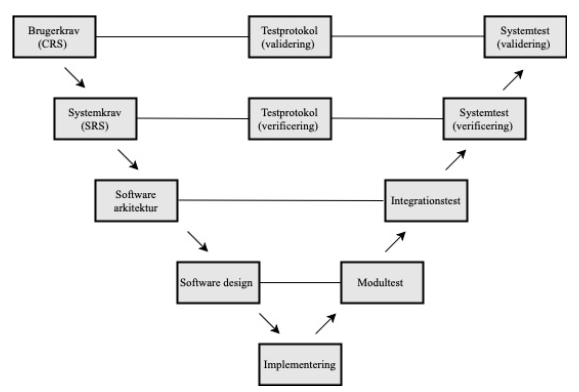 Brugerkrav
(CRS)
Testprotokol
(validering)
Systemtest
(validering)
Systemkrav
(SRS)
Testprotokol
(verificering)
Systemtest
(verificering)
Software
arkitektur
Integrationstest
Software design
Modultest
Implementering